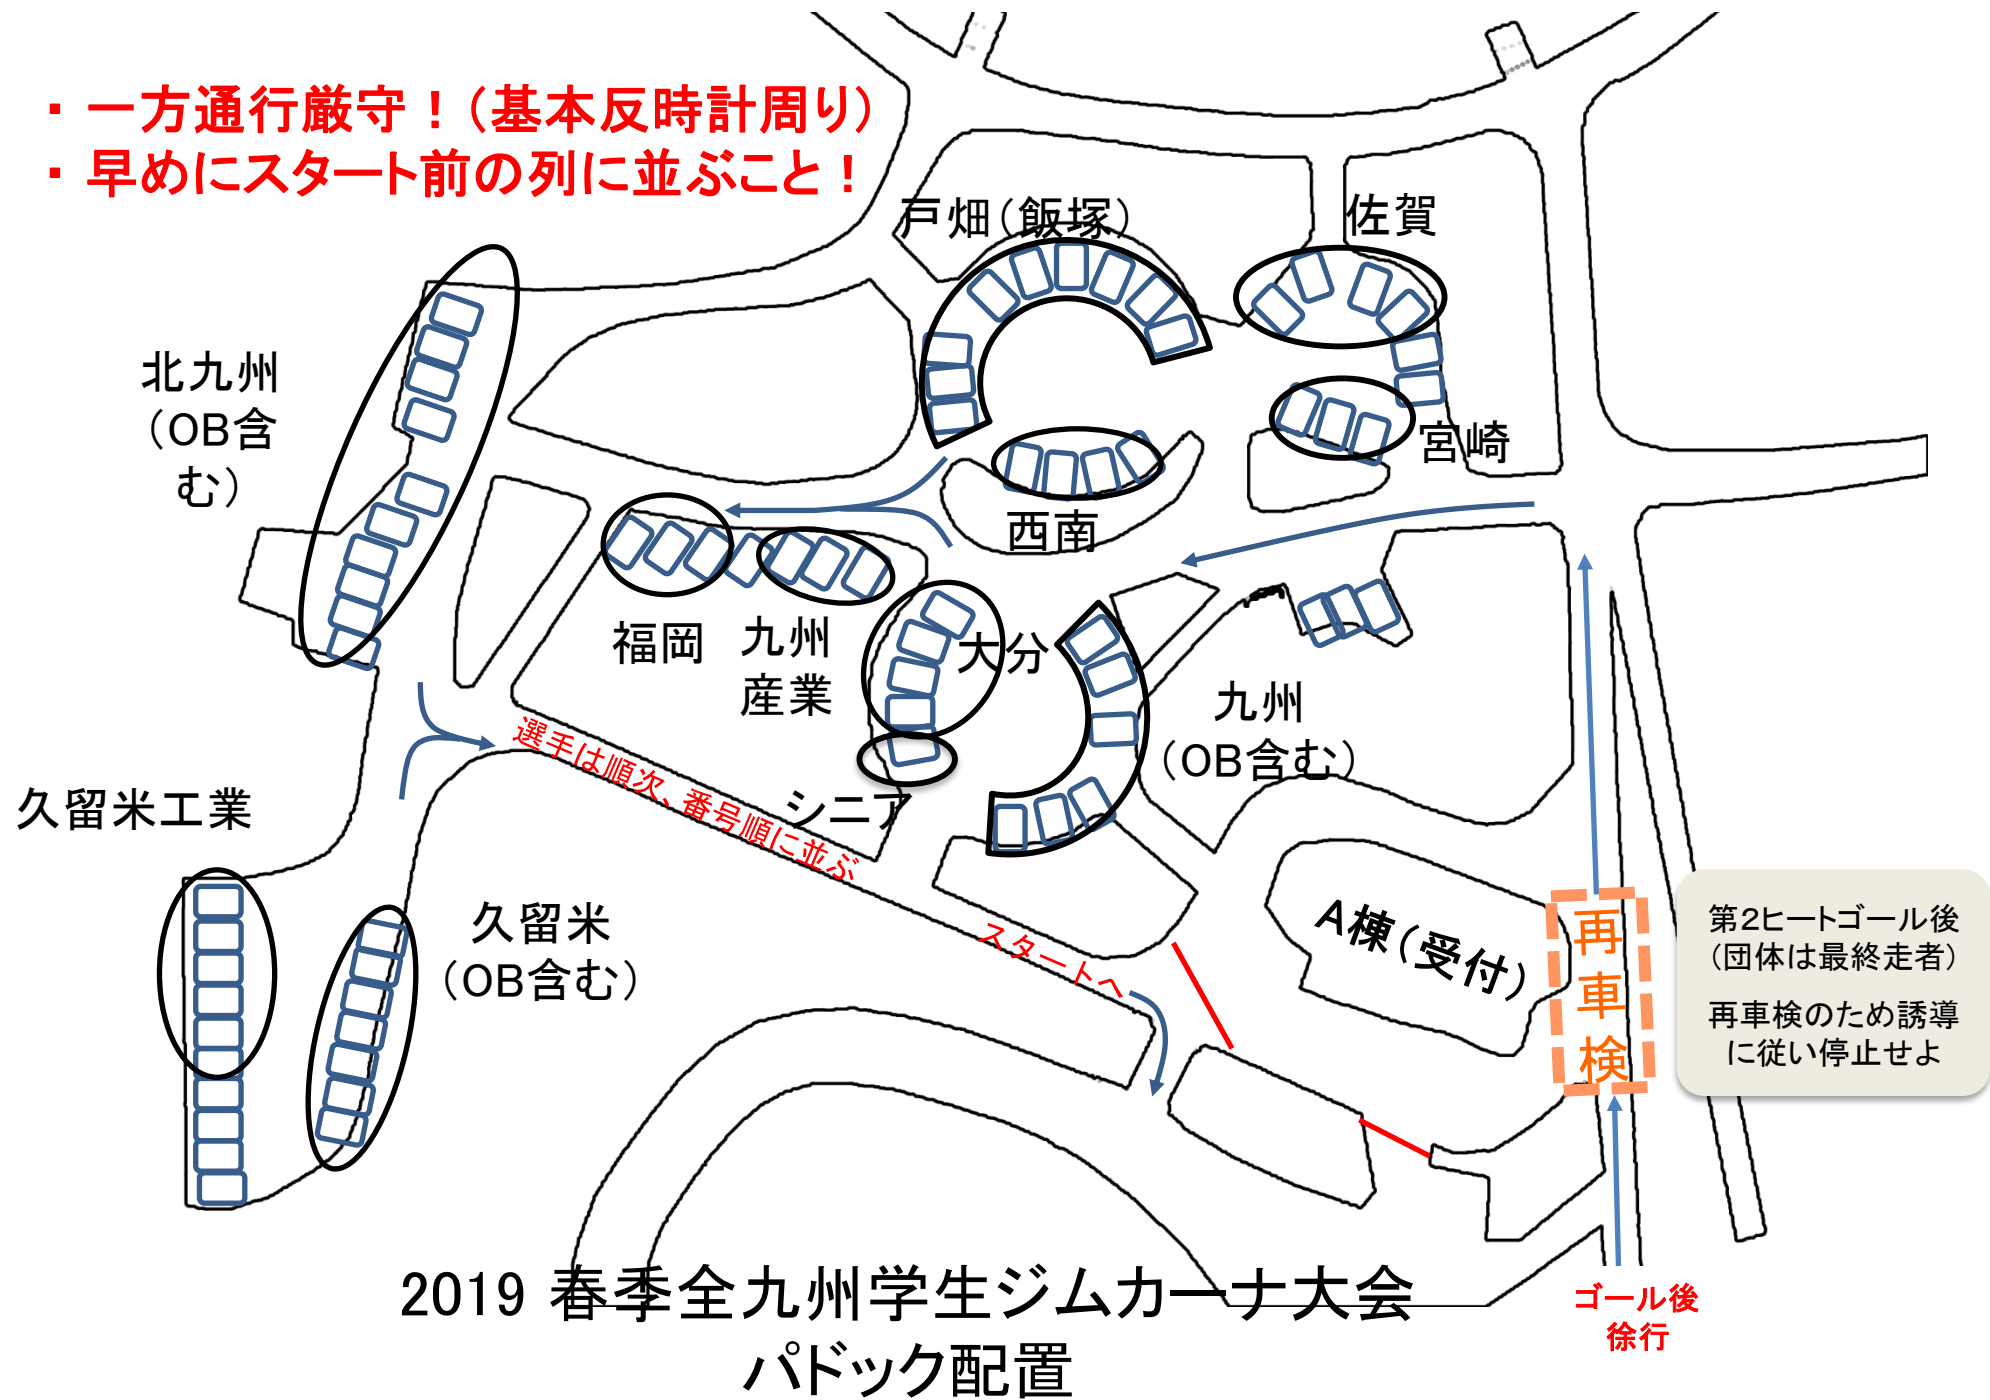 ・一方通行厳守！（基本反時計周り）
・早めにスタート前の列に並ぶこと！
戸畑（飯塚）
佐賀
北九州
（OB含
む）
宮崎
西南
福岡
九州
産業
大分
九州
（OB含む）
シニア
選手は順次、番号順に並ぶ
久留米工業
久留米
（OB含む）
スタートへ
A棟（受付）
再
車
検
第2ヒートゴール後
（団体は最終走者）
再車検のため誘導
に従い停止せよ
ゴール後
徐行
2019 春季全九州学生ジムカーナ大会
パドック配置